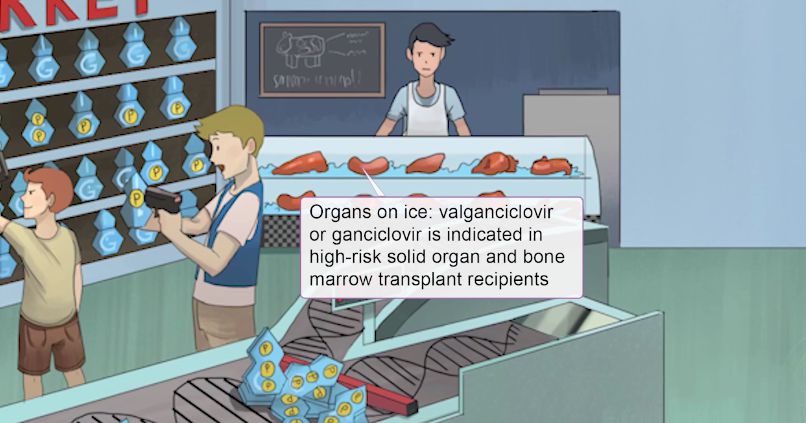 RKET
Organs on ice: valganciclovir
or ganciclovir is indicated in
high-risk solid organ and bone
marrow transplant recipients